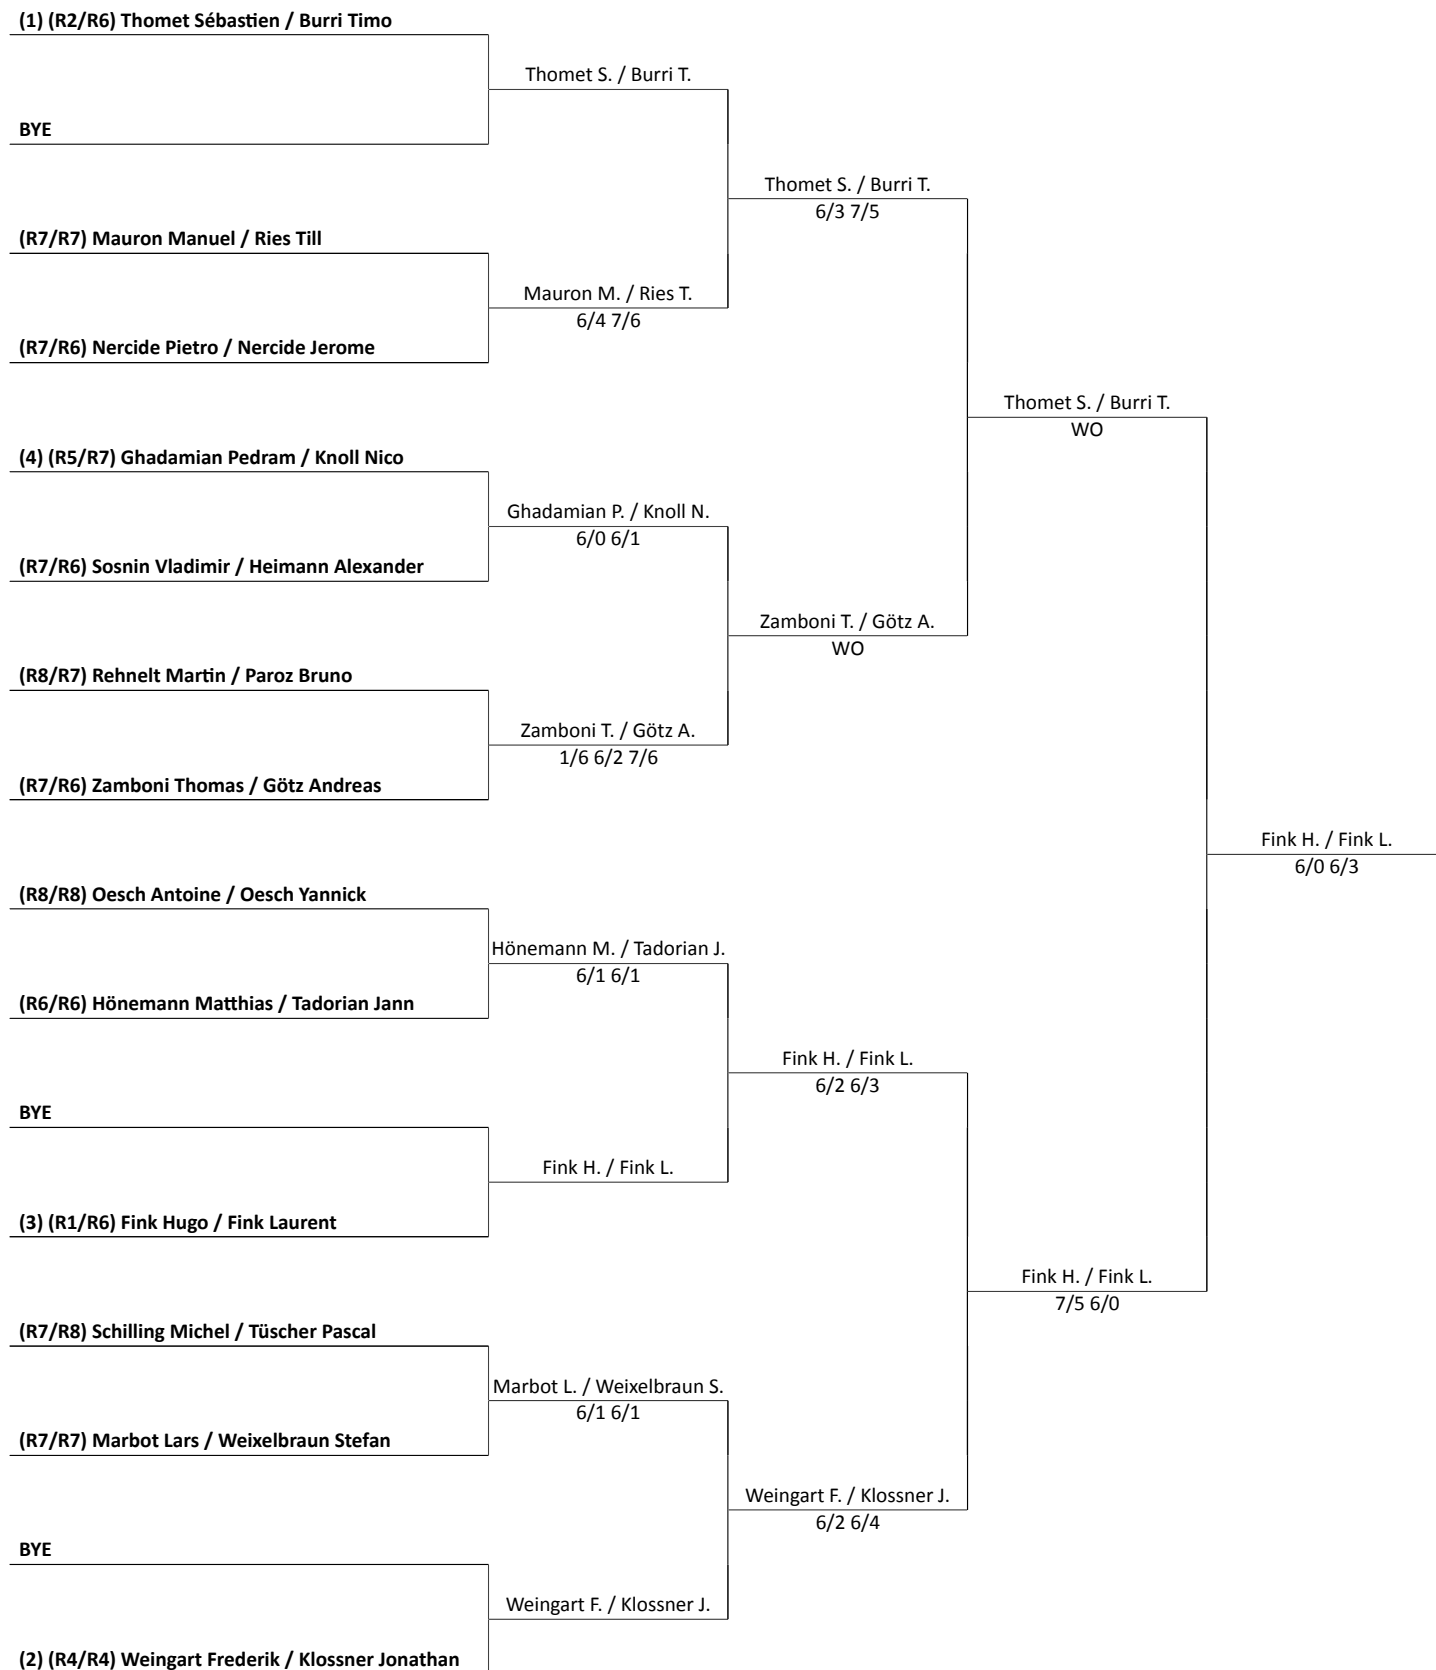 (1) (R2/R6) Thomet Sébastien / Burri Timo
Thomet S. / Burri T.
BYE
Thomet S. / Burri T.
6/3 7/5
(R7/R7) Mauron Manuel / Ries Till
Mauron M. / Ries T.
6/4 7/6
(R7/R6) Nercide Pietro / Nercide Jerome
Thomet S. / Burri T.
WO
(4) (R5/R7) Ghadamian Pedram / Knoll Nico
Ghadamian P. / Knoll N.
6/0 6/1
(R7/R6) Sosnin Vladimir / Heimann Alexander
Zamboni T. / Götz A.
WO
(R8/R7) Rehnelt Martin / Paroz Bruno
Zamboni T. / Götz A.
1/6 6/2 7/6
(R7/R6) Zamboni Thomas / Götz Andreas
Fink H. / Fink L.
6/0 6/3
(R8/R8) Oesch Antoine / Oesch Yannick
Hönemann M. / Tadorian J.
6/1 6/1
(R6/R6) Hönemann Matthias / Tadorian Jann
Fink H. / Fink L.
6/2 6/3
BYE
Fink H. / Fink L.
(3) (R1/R6) Fink Hugo / Fink Laurent
Fink H. / Fink L.
7/5 6/0
(R7/R8) Schilling Michel / Tüscher Pascal
Marbot L. / Weixelbraun S.
6/1 6/1
(R7/R7) Marbot Lars / Weixelbraun Stefan
Weingart F. / Klossner J.
6/2 6/4
BYE
Weingart F. / Klossner J.
(2) (R4/R4) Weingart Frederik / Klossner Jonathan